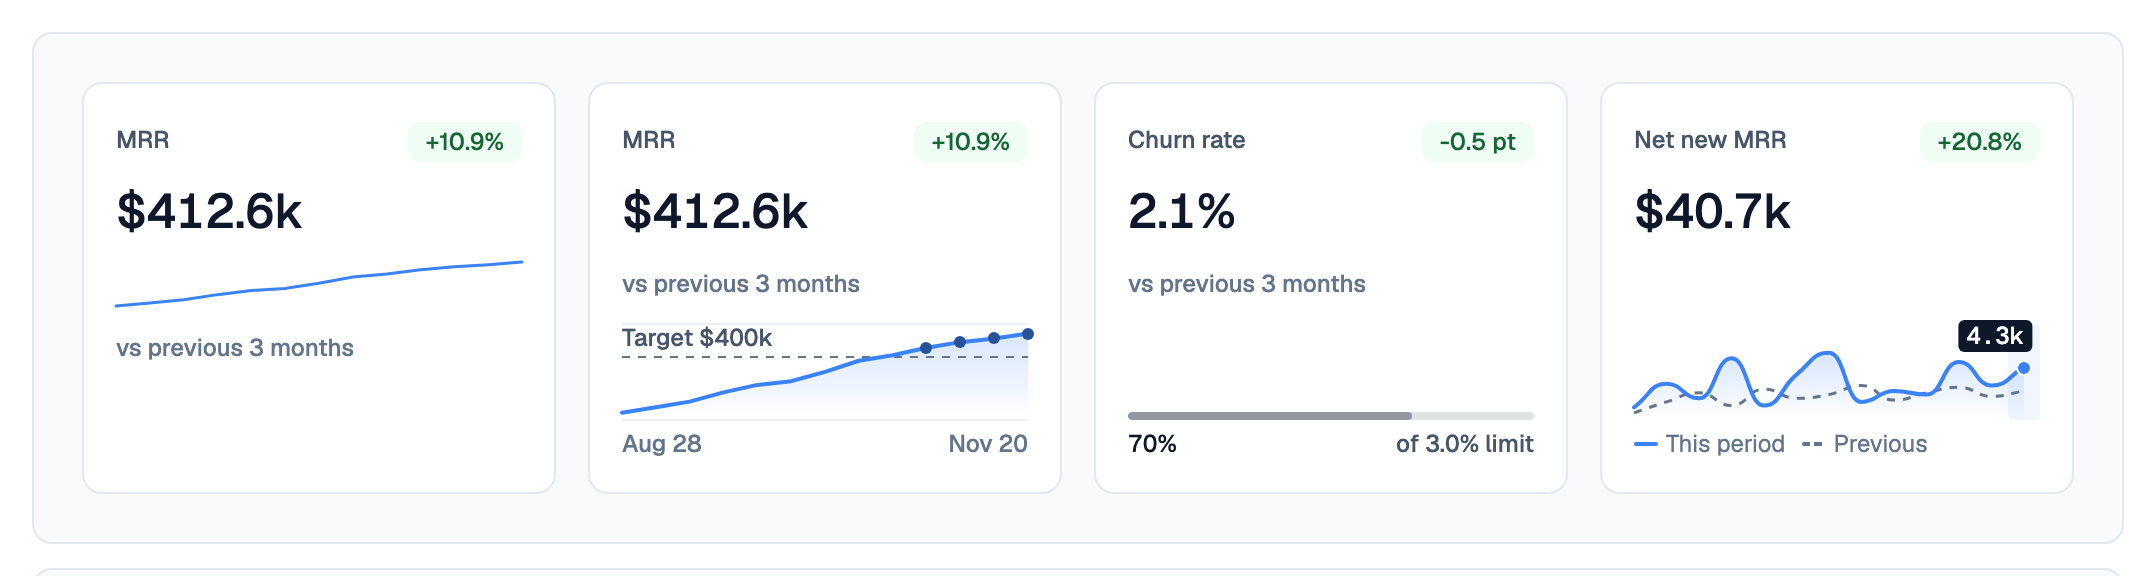 MRR
+10.9%
$412.6k
vs previous 3 months
MRR
+10.9%
$412.6k
vs previous 3 months
Target $400k
Aug 28
Nov 20
Churn rate
-0.5 pt
2.1%
vs previous 3 months
70%
of 3.0% limit
Net new MRR
+20.8%
$40.7k
4.3k
This period
Previous